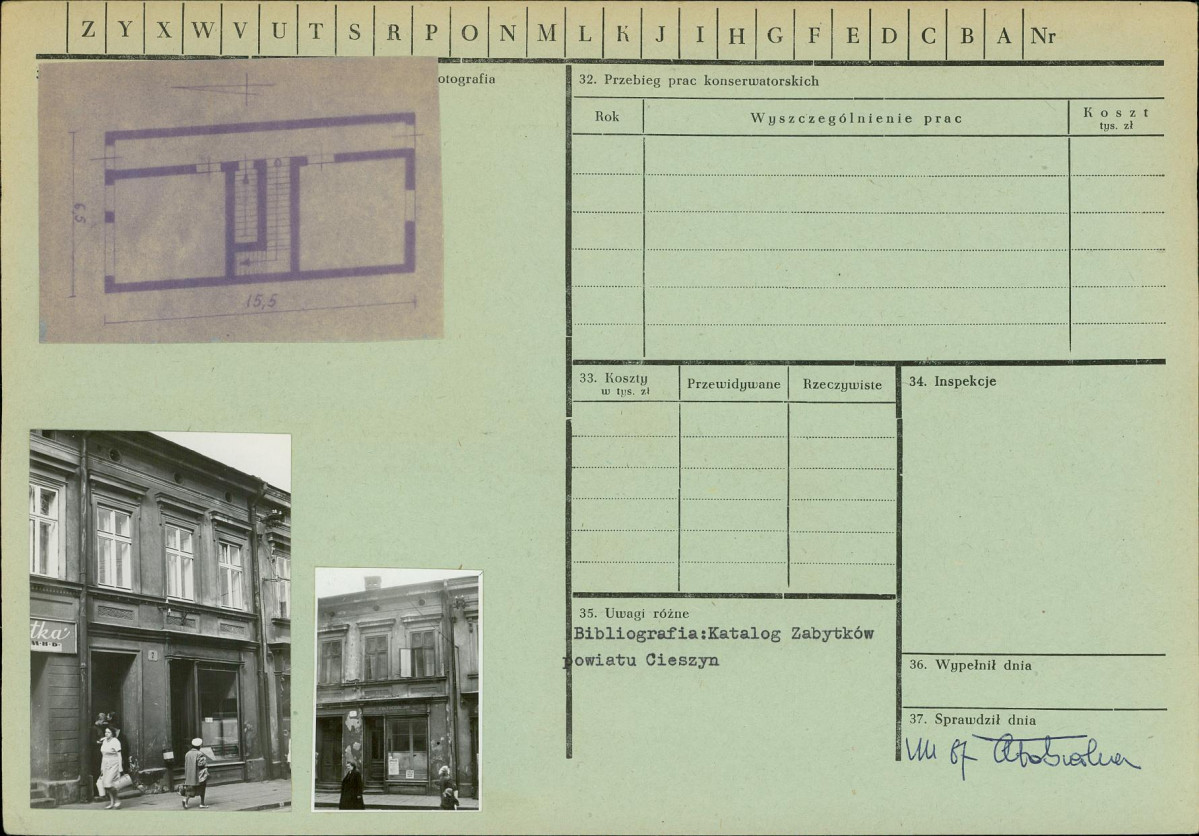 Z Y X W V U T S R P O N M L K J I H G F E D C B A Nr
otografia
6,5
15,5
tka
M.B.D.
2
32. Przebieg prac konserwatorskich
Rok Wyszczególnienie prac Koszt
tys. zł
33. Koszty
w tys. zł
Przewidywane
Rzeczywiste
34. Inspekcje
35. Uwagi różne
Bibliografia:Katalog Zabytków
powiatu Cieszyn
36. Wypełnił dnia
37. Sprawdził dnia